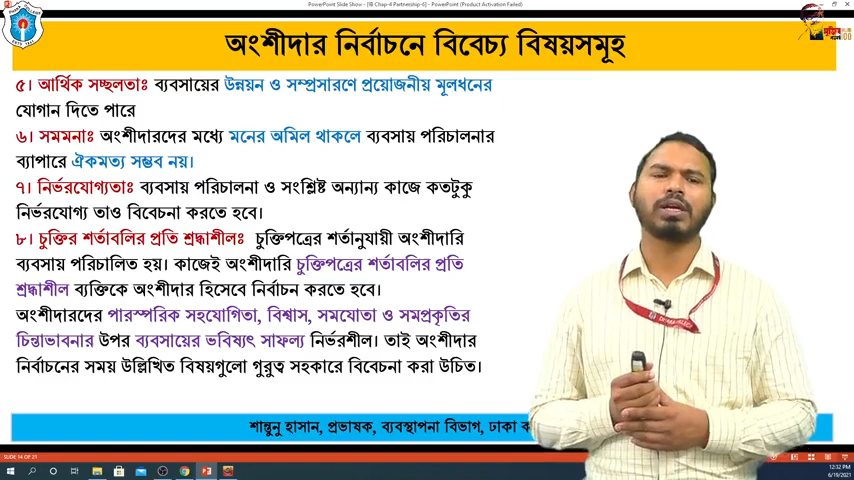 PowerPoint Slide Show - [IB Chap-4 Partnership-6] - PowerPoint (Product Activation Failed)
অংশীদার নির্বাচনে বিবেচ্য বিষয়সমূহ
৫। আর্থিক সচ্ছলতাঃ ব্যবসায়ের উন্নয়ন ও সম্প্রসারণে প্রয়োজনীয় মূলধনের
যোগান দিতে পারে
৬। সমমনাঃ অংশীদারদের মধ্যে মনের অমিল থাকলে ব্যবসায় পরিচালনার
ব্যাপারে ঐকমত্য সম্ভব নয়।
৭। নির্ভরযোগ্যতাঃ ব্যবসায় পরিচালনা ও সংশ্লিষ্ট অন্যান্য কাজে কতটুকু
নির্ভরযোগ্য তাও বিবেচনা করতে হবে।
৮। চুক্তির শর্তাবলির প্রতি শ্রদ্ধাশীলঃ চুক্তিপত্রের শর্তানুযায়ী অংশীদারি
ব্যবসায় পরিচালিত হয়। কাজেই অংশীদারি চুক্তিপত্রের শর্তাবলির প্রতি
শ্রদ্ধাশীল ব্যক্তিকে অংশীদার হিসেবে নির্বাচন করতে হবে।
অংশীদারদের পারস্পরিক সহযোগিতা, বিশ্বাস, সমযোতা ও সমপ্রকৃতির
চিন্তাভাবনার উপর ব্যবসায়ের ভবিষ্যৎ সাফল্য নির্ভরশীল। তাই অংশীদার
নির্বাচনের সময় উল্লিখিত বিষয়গুলো গুরুত্ব সহকারে বিবেচনা করা উচিত।
শান্তুনু হাসান, প্রভাষক, ব্যবস্থাপনা বিভাগ, ঢাকা ক
SLIDE 14 OF 21
12:32 PM
6/19/2021